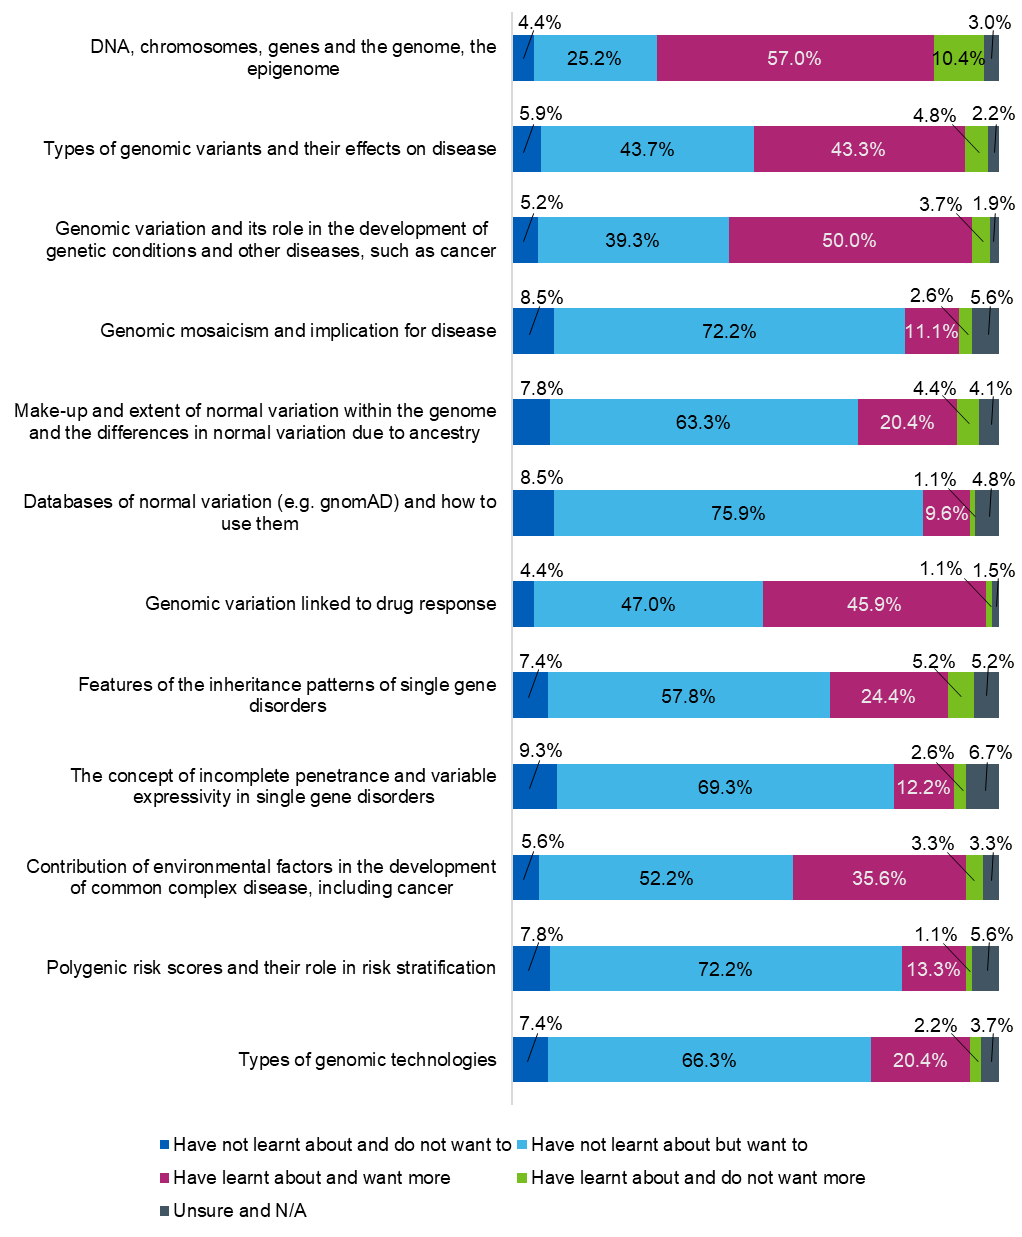 4.4% 3.0%
DNA, chromosomes, genes and the genome, the
epigenome
25.2% 57.0% 10.4%
5.9% 4.8% 2.2%
Types of genomic variants and their effects on disease
43.7% 43.3%
5.2% 3.7% 1.9%
Genomic variation and its role in the development of
genetic conditions and other diseases, such as cancer
39.3% 50.0%
8.5% 2.6% 5.6%
Genomic mosaicism and implication for disease
72.2% 11.1%
7.8% 4.4% 4.1%
Make-up and extent of normal variation within the genome
and the differences in normal variation due to ancestry
63.3% 20.4%
8.5% 1.1% 4.8%
Databases of normal variation (e.g. gnomAD) and how to
use them
75.9% 9.6%
4.4% 1.1% 1.5%
Genomic variation linked to drug response
47.0% 45.9%
7.4% 5.2% 5.2%
Features of the inheritance patterns of single gene
disorders
57.8% 24.4%
9.3% 2.6% 6.7%
The concept of incomplete penetrance and variable
expressivity in single gene disorders
69.3% 12.2%
5.6% 3.3% 3.3%
Contribution of environmental factors in the development
of common complex disease, including cancer
52.2% 35.6%
7.8% 1.1% 5.6%
Polygenic risk scores and their role in risk stratification
72.2% 13.3%
7.4% 2.2% 3.7%
Types of genomic technologies
66.3% 20.4%
Have not learnt about and do not want to Have not learnt about but want to
Have learnt about and want more Have learnt about and do not want more
Unsure and N/A